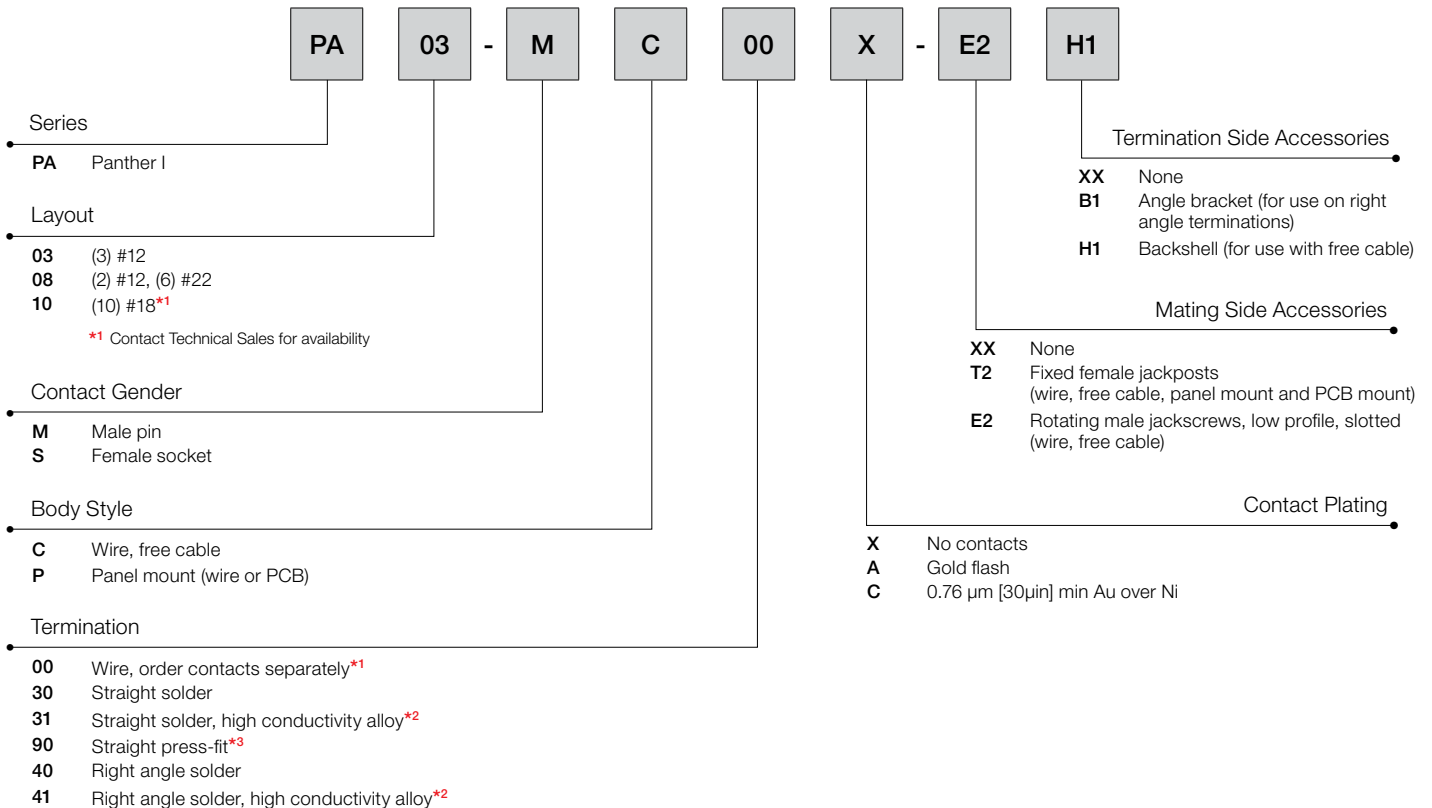 PA 03 - M C 00 X - E2 H1
Series
PA Panther I
Layout
03 (3) #12
08 (2) #12, (6) #22
10 (10) #18*1
*1 Contact Technical Sales for availability
Contact Gender
M Male pin
S Female socket
Body Style
C Wire, free cable
P Panel mount (wire or PCB)
Termination
00 Wire, order contacts separately*1
30 Straight solder
31 Straight solder, high conductivity alloy*2
90 Straight press-fit*3
40 Right angle solder
41 Right angle solder, high conductivity alloy*2
Termination Side Accessories
XX None
B1 Angle bracket (for use on right
angle terminations)
H1 Backshell (for use with free cable)
Mating Side Accessories
XX None
T2 Fixed female jackposts
(wire, free cable, panel mount and PCB mount)
E2 Rotating male jackscrews, low profile, slotted
(wire, free cable)
Contact Plating
X No contacts
A Gold flash
C 0.76 µm [30µin] min Au over Ni